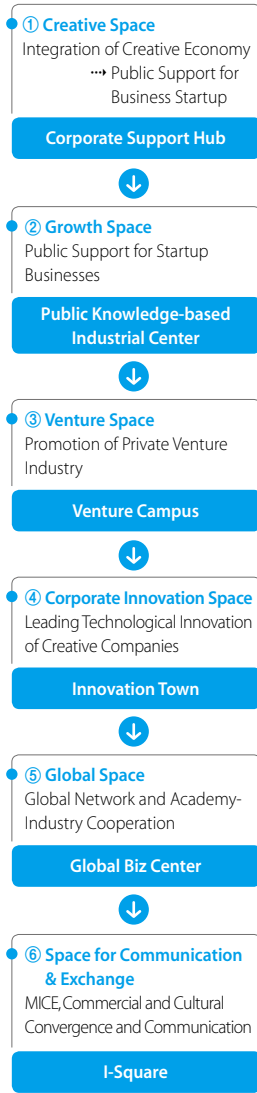 ① Creative Space
Integration of Creative Economy
⤑ Public Support for
Business Startup
Corporate Support Hub
② Growth Space
Public Support for Startup
Businesses
Public Knowledge-based
Industrial Center
③ Venture Space
Promotion of Private Venture
Industry
Venture Campus
④ Corporate Innovation Space
Leading Technological Innovation
of Creative Companies
Innovation Town
⑤ Global Space
Global Network and Academy-
Industry Cooperation
Global Biz Center
⑥ Space for Communication
& Exchange
MICE, Commercial and Cultural
Convergence and Communication
I-Square